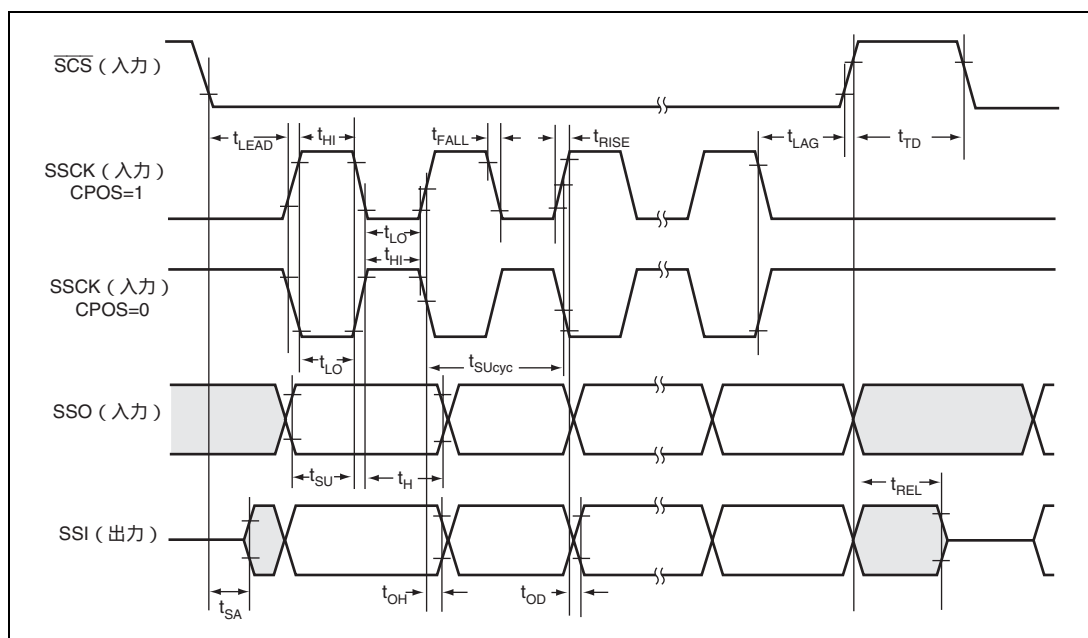 SCS（入力）
tLEAD
tHI
tFALL
tRISE
tLAG
tTD
SSCK（入力）
CPOS=1
tLO
tHI
SSCK（入力）
CPOS=0
tLO
tSUcyc
SSO（入力）
tSU
tH
tREL
SSI（出力）
tSA
tOH
tOD